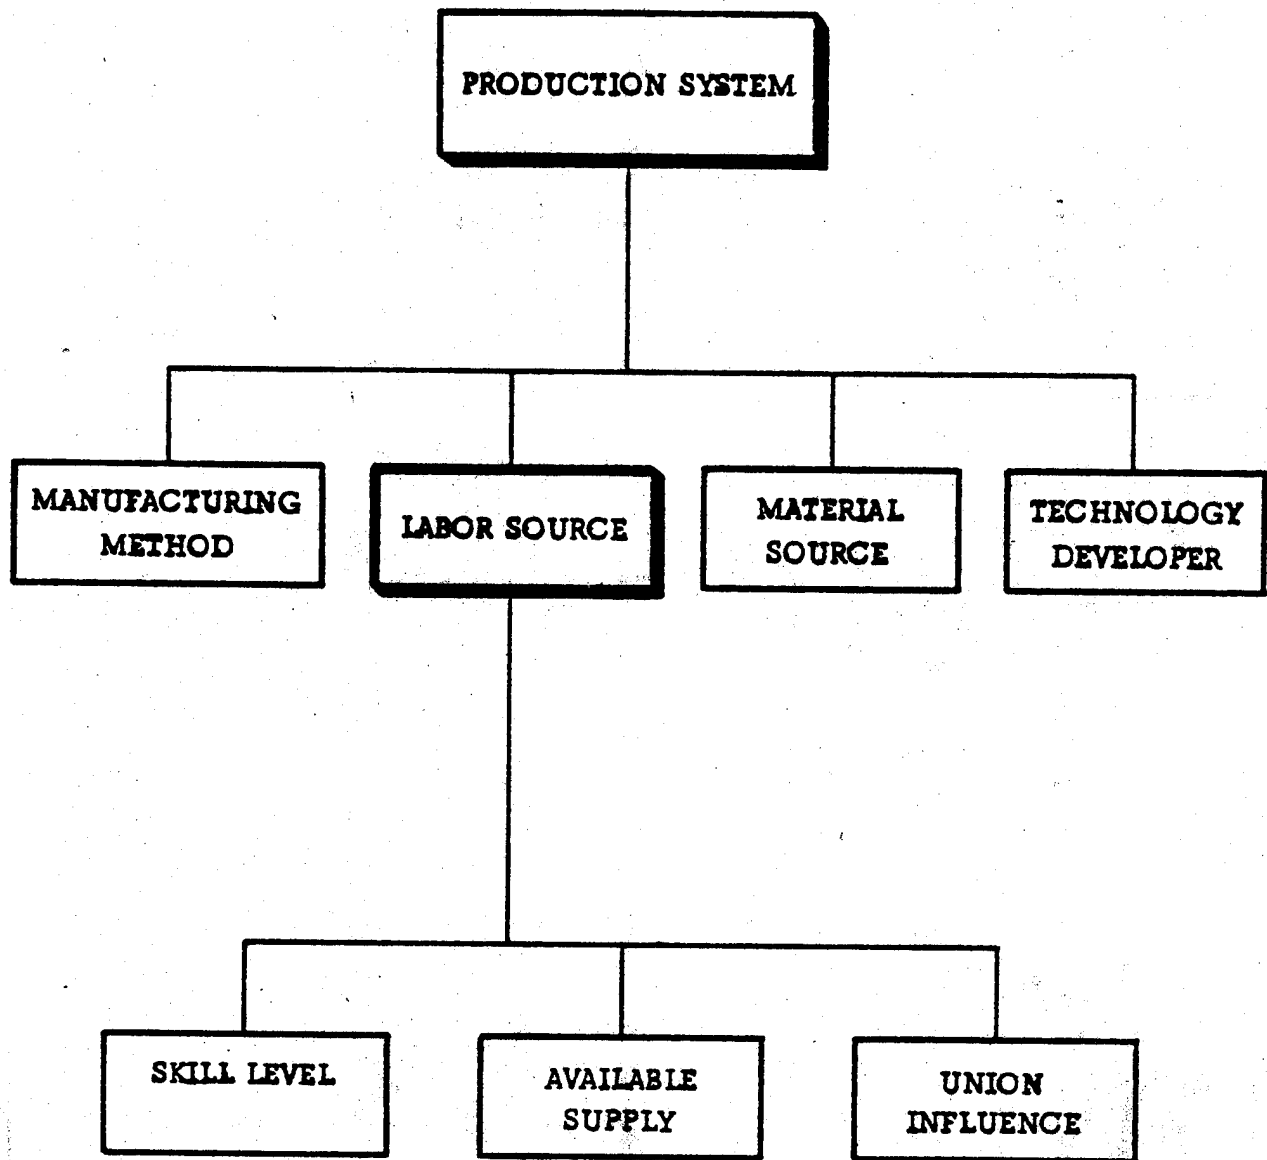 PRODUCTION SYSTEM
MANUFACTURING
METHOD
LABOR SOURCE
MATERIAL
SOURCE
TECHNOLOGY
DEVELOPER
SKILL LEVEL
AVAILABLE
SUPPLY
UNION
INFLUENCE